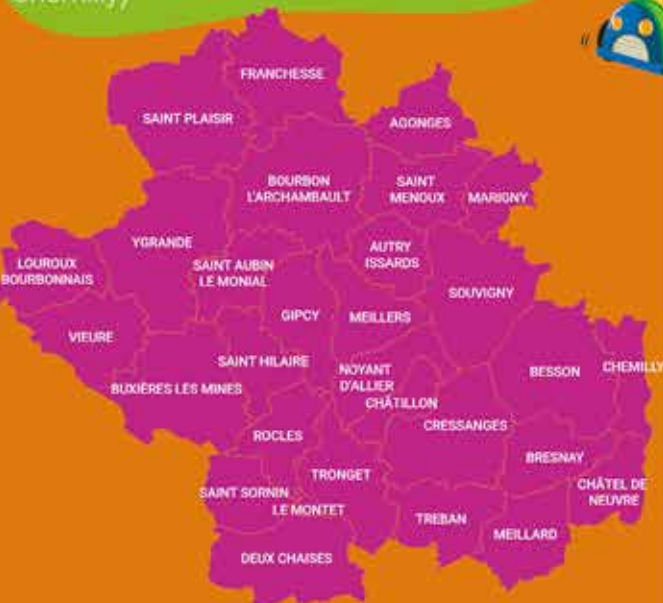 Chemilly)
FRANCHESSE
SAINT PLAISIR
AGONGES
BOURBON
L'ARCHAMBAULT
SAINT
MENOUX
MARIGNY
YGRANDE
AUTRY
ISSARDS
LOUROUX
BOURBONNAIS
SAINT AUBIN
LE MONIAL
SOUVIGNY
GIPCY
MEILLERS
VIEURE
SAINT HILAIRE
NOYANT
D'ALLIER
BESSON
CHEMILLY
BUXIÈRES LES MINES
CHÂTILLON
CRESSANGES
ROCLES
BRESNAY
TRONGET
CHÂTEL DE
NEUVRE
SAINT SORNIN
LE MONTET
TREBAN
MEILLARD
DEUX CHAISES